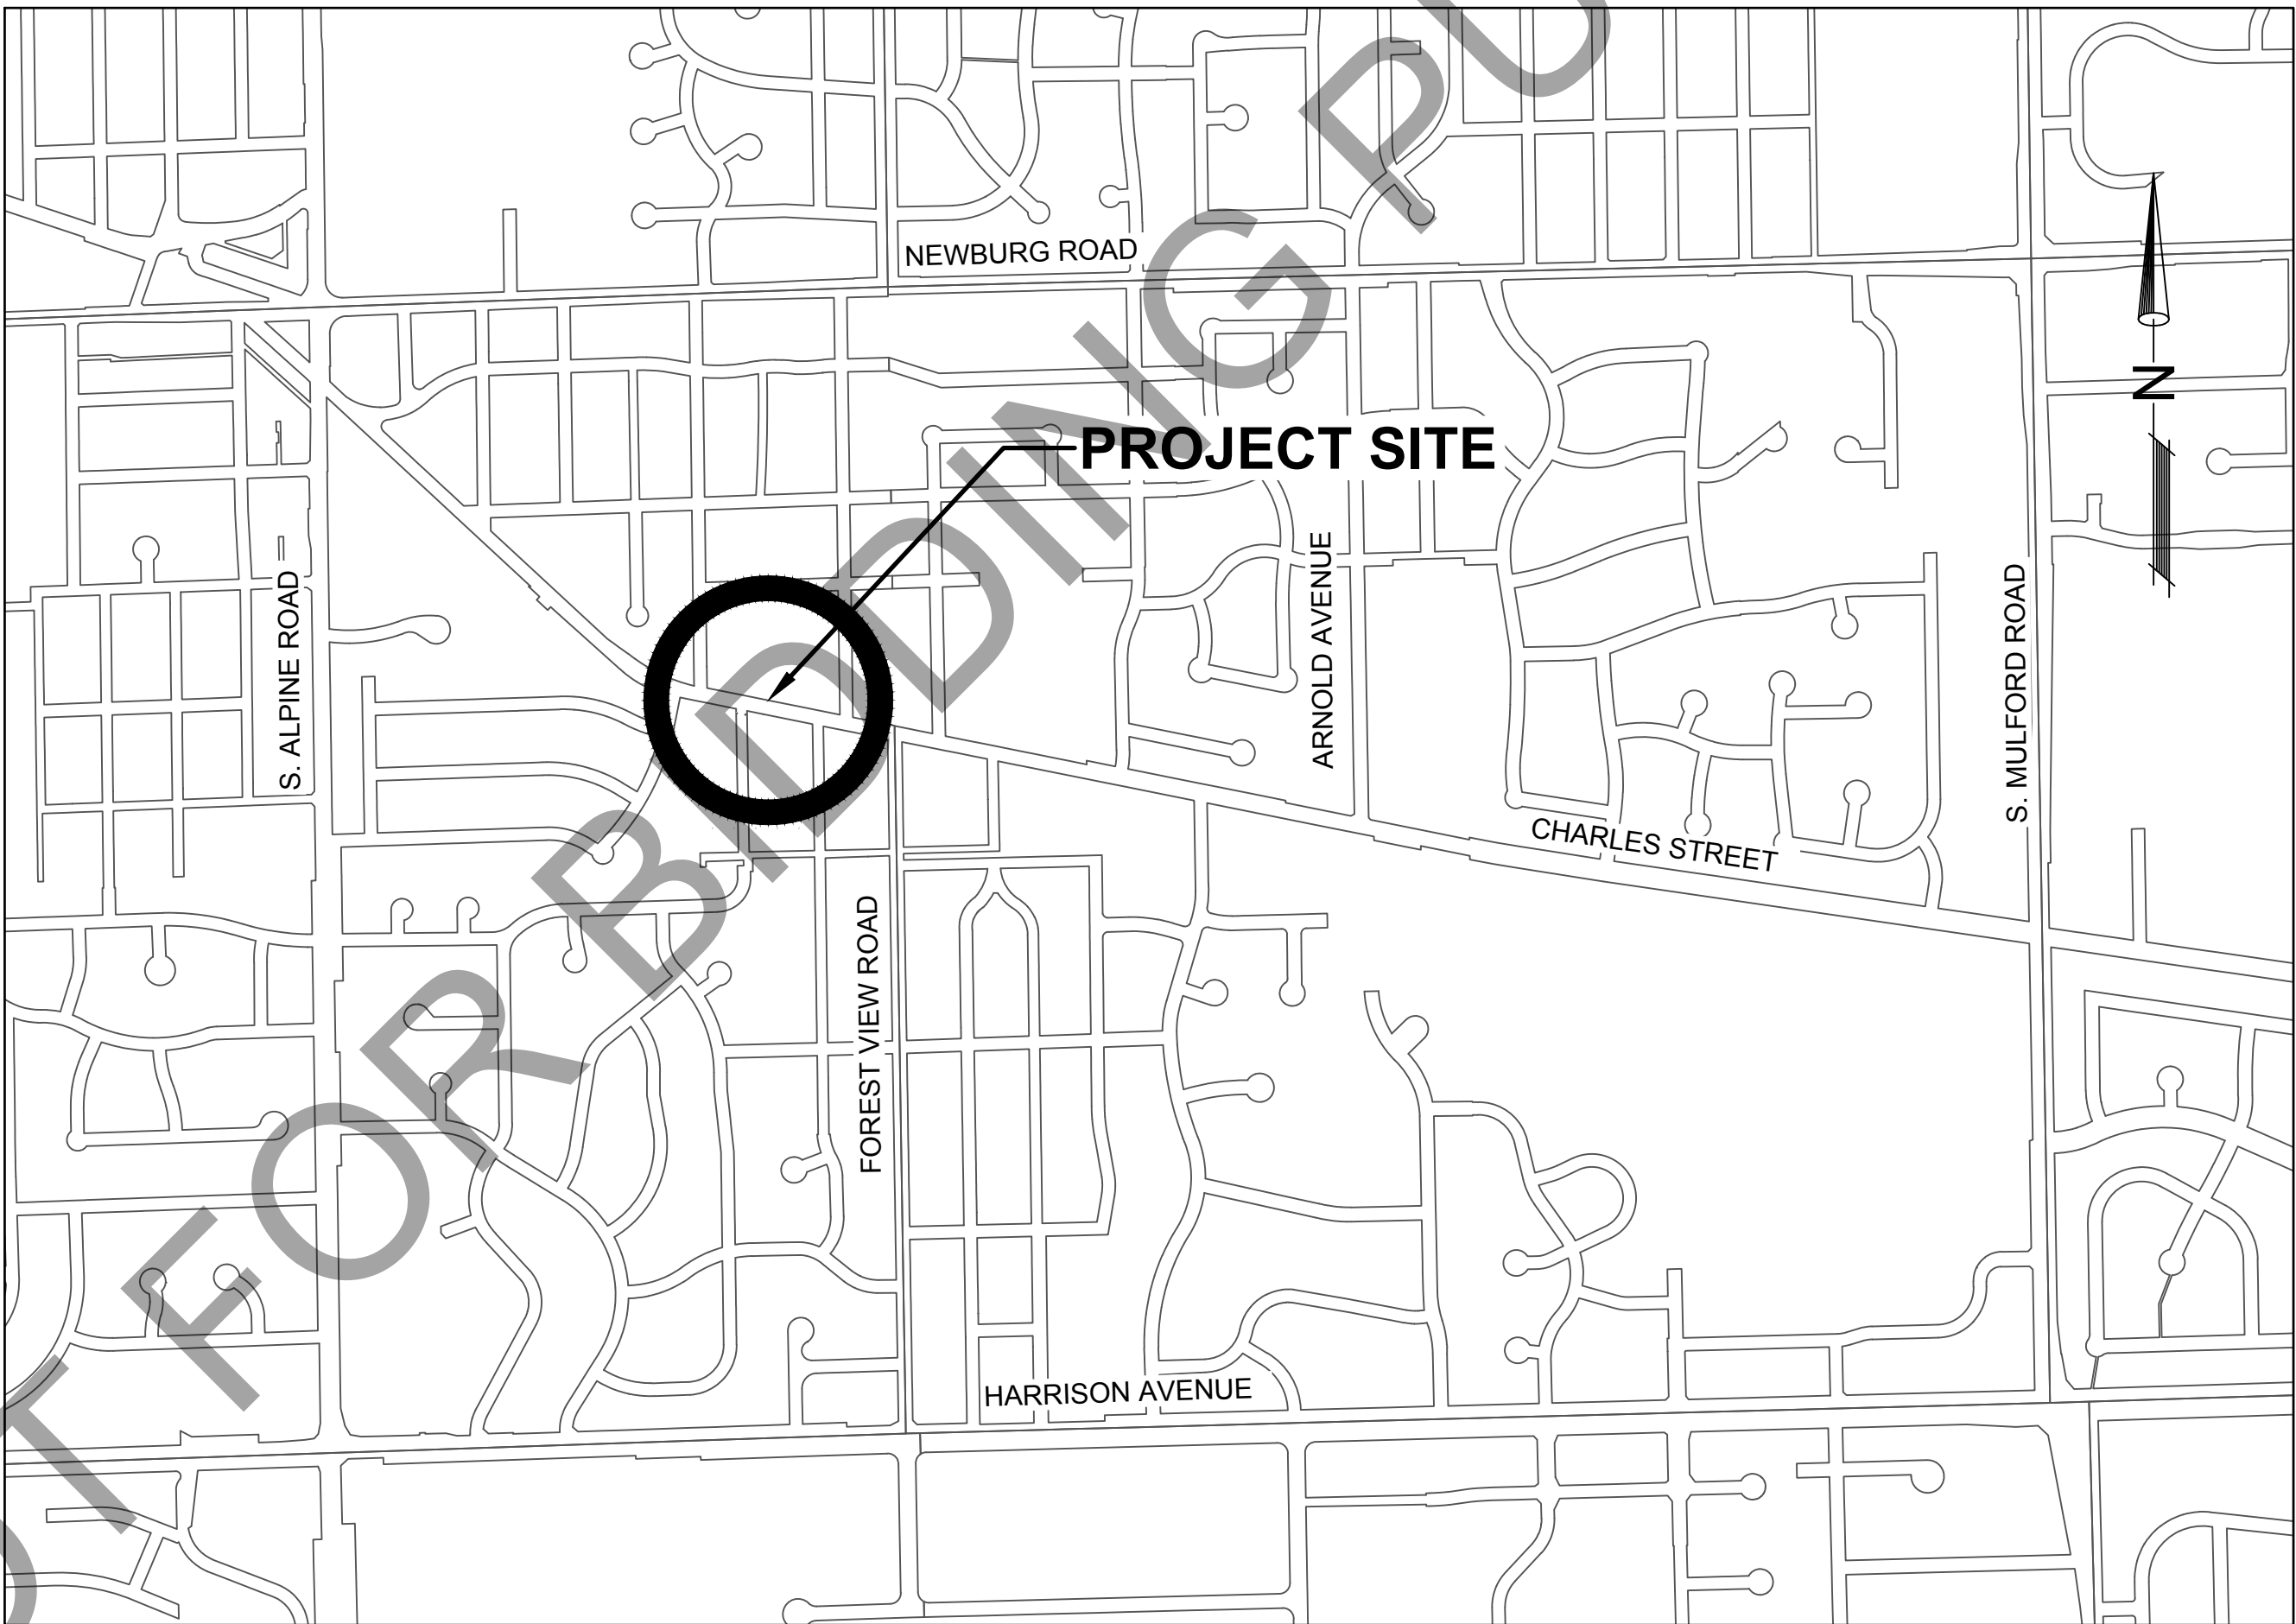 NEWBURG ROAD
N
PROJECT SITE
S. ALPINE ROAD
ARNOLD AVENUE
S. MULFORD ROAD
CHARLES STREET
FOREST VIEW ROAD
HARRISON AVENUE
T FOR BIDDING PU